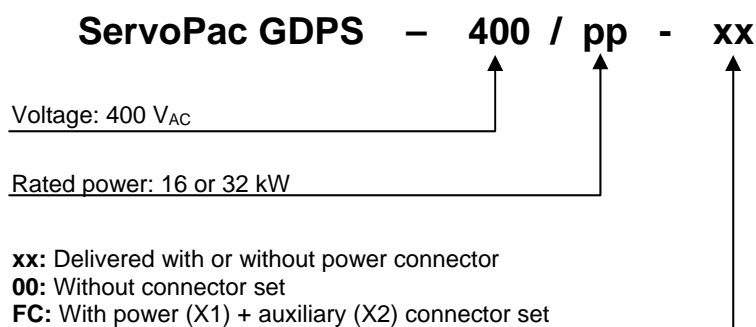 ServoPac GDPS – 400 / pp - xx
Voltage: 400 VAC
Rated power: 16 or 32 kW
xx: Delivered with or without power connector
00: Without connector set
FC: With power (X1) + auxiliary (X2) connector set